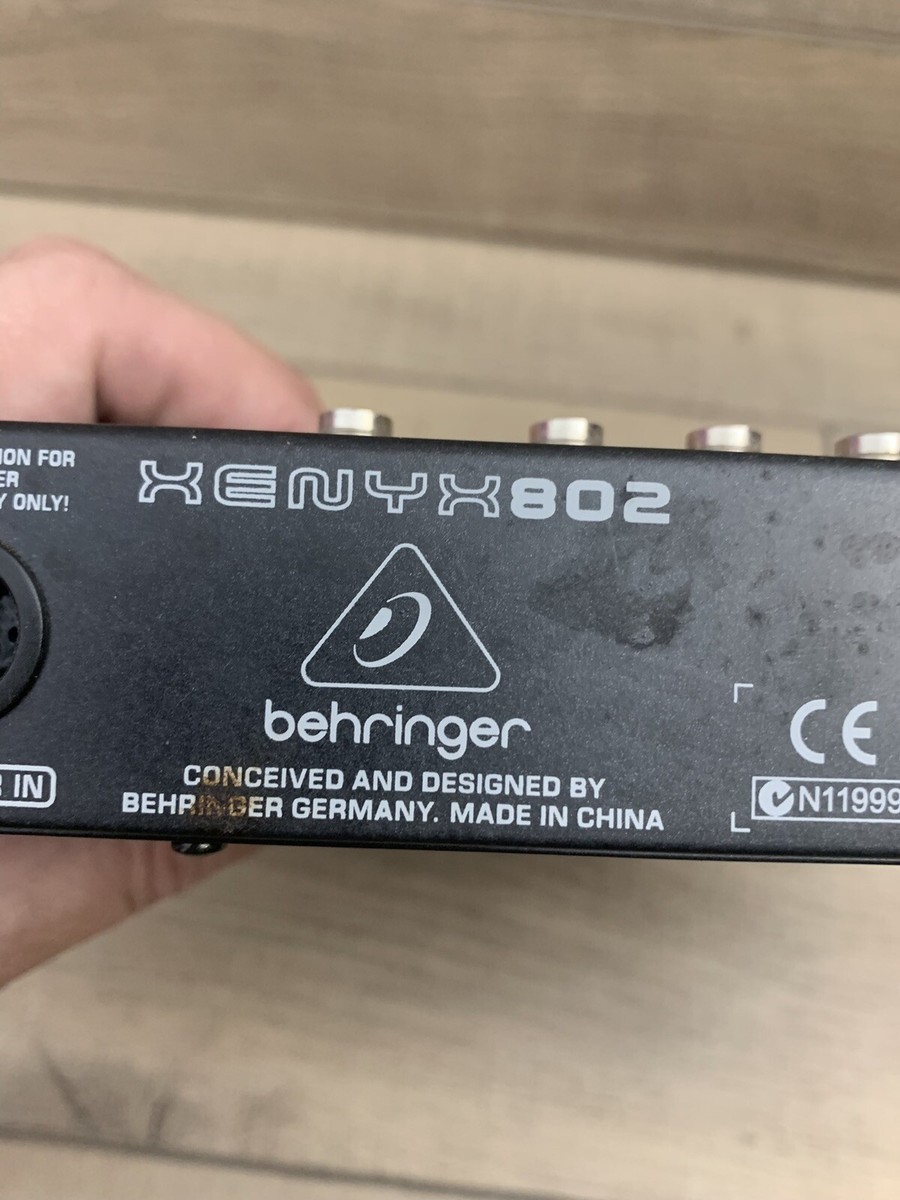 ION FOR
ER
Y ONLY!
XENYX802
behringer
CONCEIVED AND DESIGNED BY
BEHRINGER GERMANY. MADE IN CHINA
R IN
CE
N11999